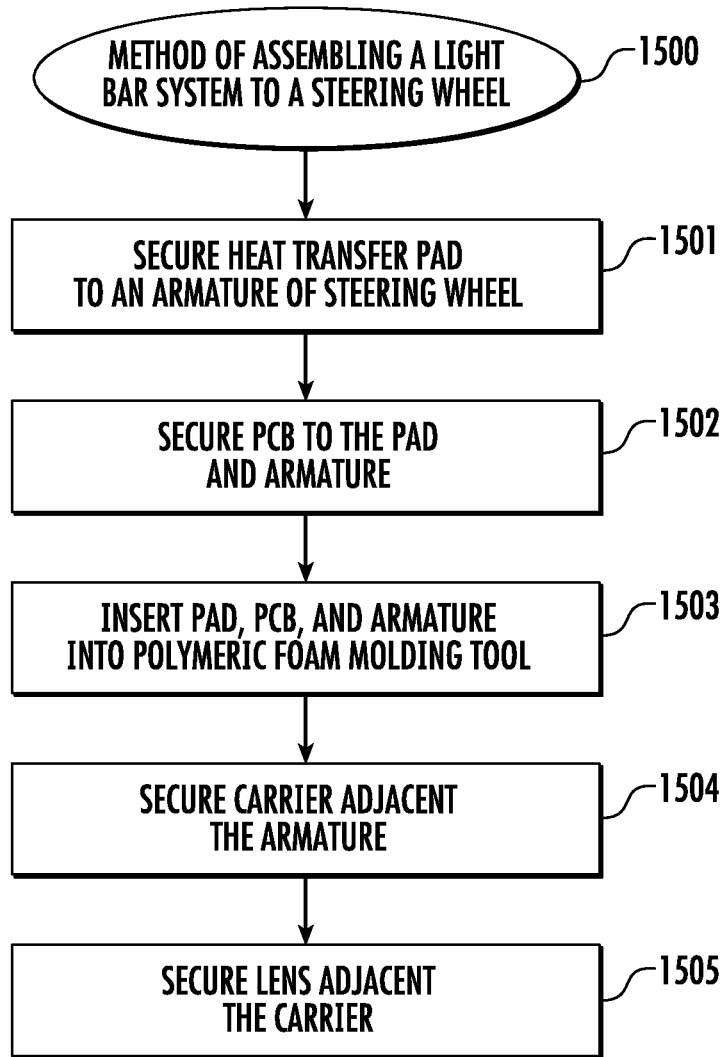 METHOD OF ASSEMBLING A LIGHT
BAR SYSTEM TO A STEERING WHEEL
1500
SECURE HEAT TRANSFER PAD
TO AN ARMATURE OF STEERING WHEEL
1501
SECURE PCB TO THE PAD
AND ARMATURE
1502
INSERT PAD, PCB, AND ARMATURE
INTO POLYMERIC FOAM MOLDING TOOL
1503
SECURE CARRIER ADJACENT
THE ARMATURE
1504
SECURE LENS ADJACENT
THE CARRIER
1505